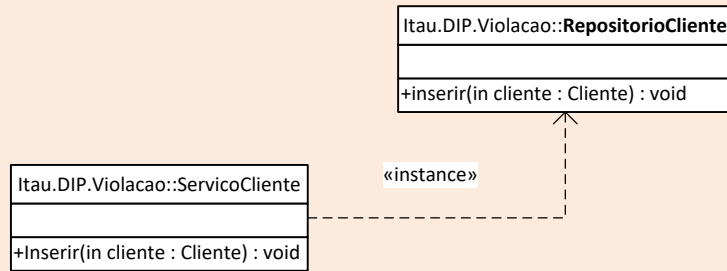 Itau.DIP.Violacao::RepositorioCliente
+inserir(in cliente : Cliente) : void
«instance»
Itau.DIP.Violacao::ServicoCliente
+Inserir(in cliente : Cliente) : void